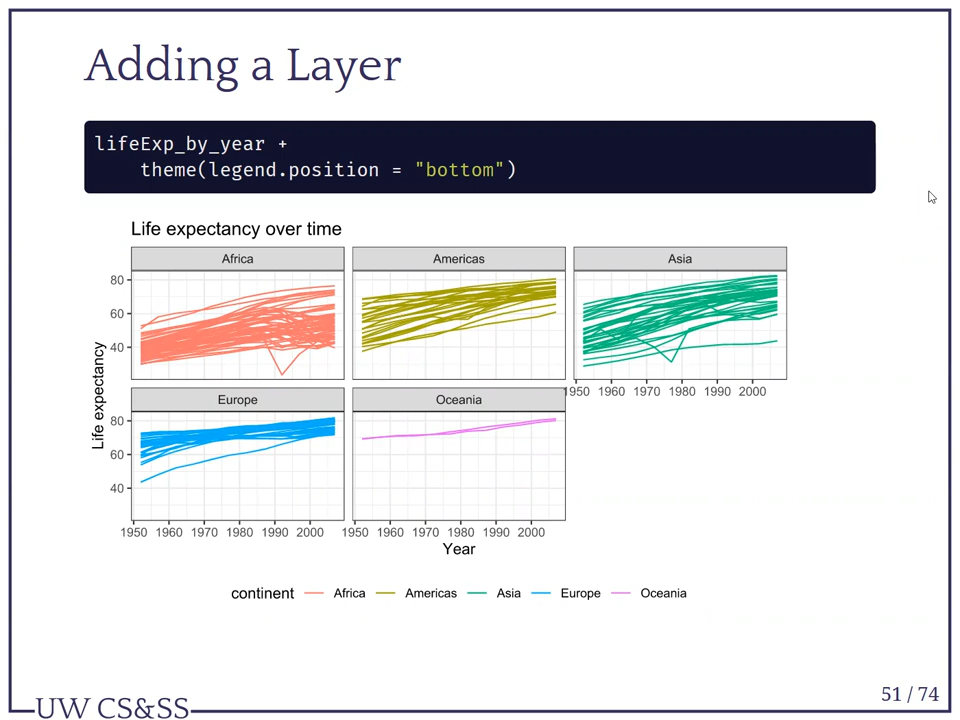 Adding a Layer
lifeExp_by_year +
theme(legend.position = "bottom")
Life expectancy over time
Africa
Americas
Asia
80
60
40
1950 1960 1970 1980 1990 2000
Life expectancy
Europe
Oceania
80
60
40
1950 1960 1970 1980 1990 2000
1950 1960 1970 1980 1990 2000
Year
continent Africa Americas Asia Europe Oceania
51 / 74
UW CS&SS